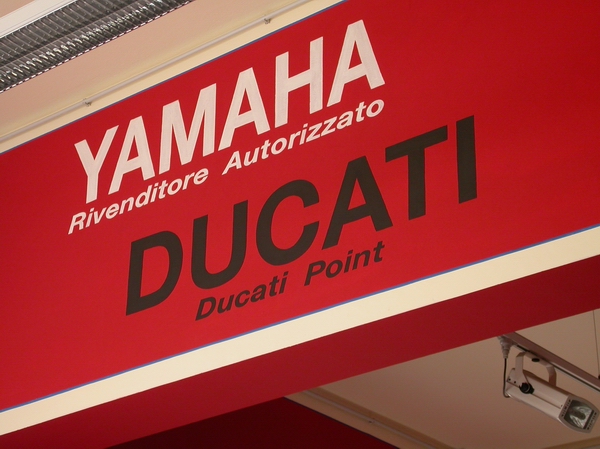 YAMAHA
Rivenditore Autorizzato
DUCATI
Ducati Point